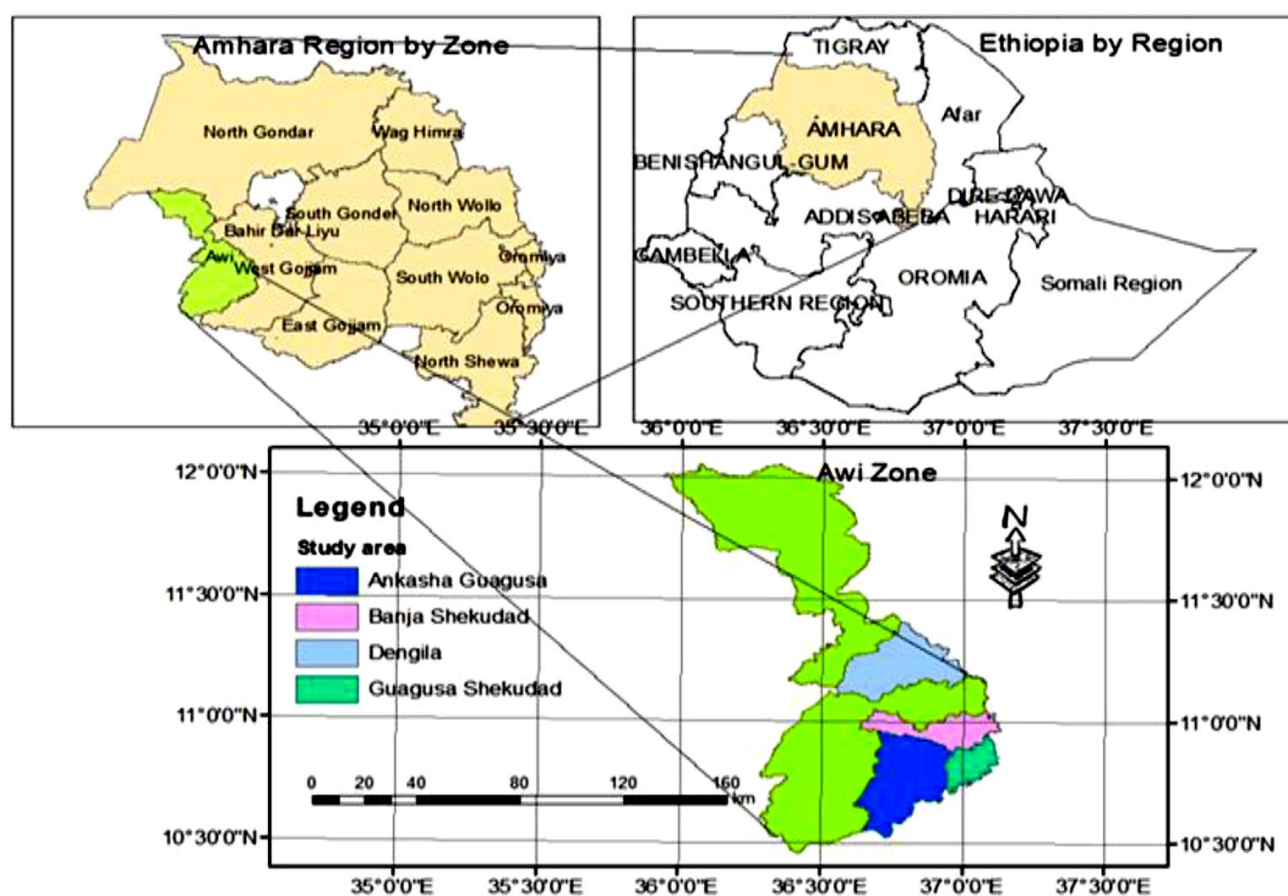 Amhara Region by Zone
North Gondar
Wag Himra
South Gonder
North Wollo
Bahir Dar-Liyu
Awi
West Gojjam
South Wolo
Oromiya
Oromiya
East Gojjam
North Shewa
Ethiopia by Region
TIGRAY
Afar
AMHARA
BENISHANGUL-GUM
DIRE DAWA
HARARI
ADDIS ABEBA
GAMBELLA
OROMIA
Somali Region
SOUTHERN REGION
35°0'0"E 35°30'0"E 36°0'0"E 36°30'0"E 37°0'0"E 37°30'0"E
Awi Zone
12°0'0"N 12°0'0"N
N
Legend
Study area
Ankasha Guagusa
Banja Shekudad
Dengila
Guagusa Shekudad
11°30'0"N 11°30'0"N
11°0'0"N 11°0'0"N
0 20 40 80 120 160
km
10°30'0"N 10°30'0"N
35°0'0"E 35°30'0"E 36°0'0"E 36°30'0"E 37°0'0"E 37°30'0"E